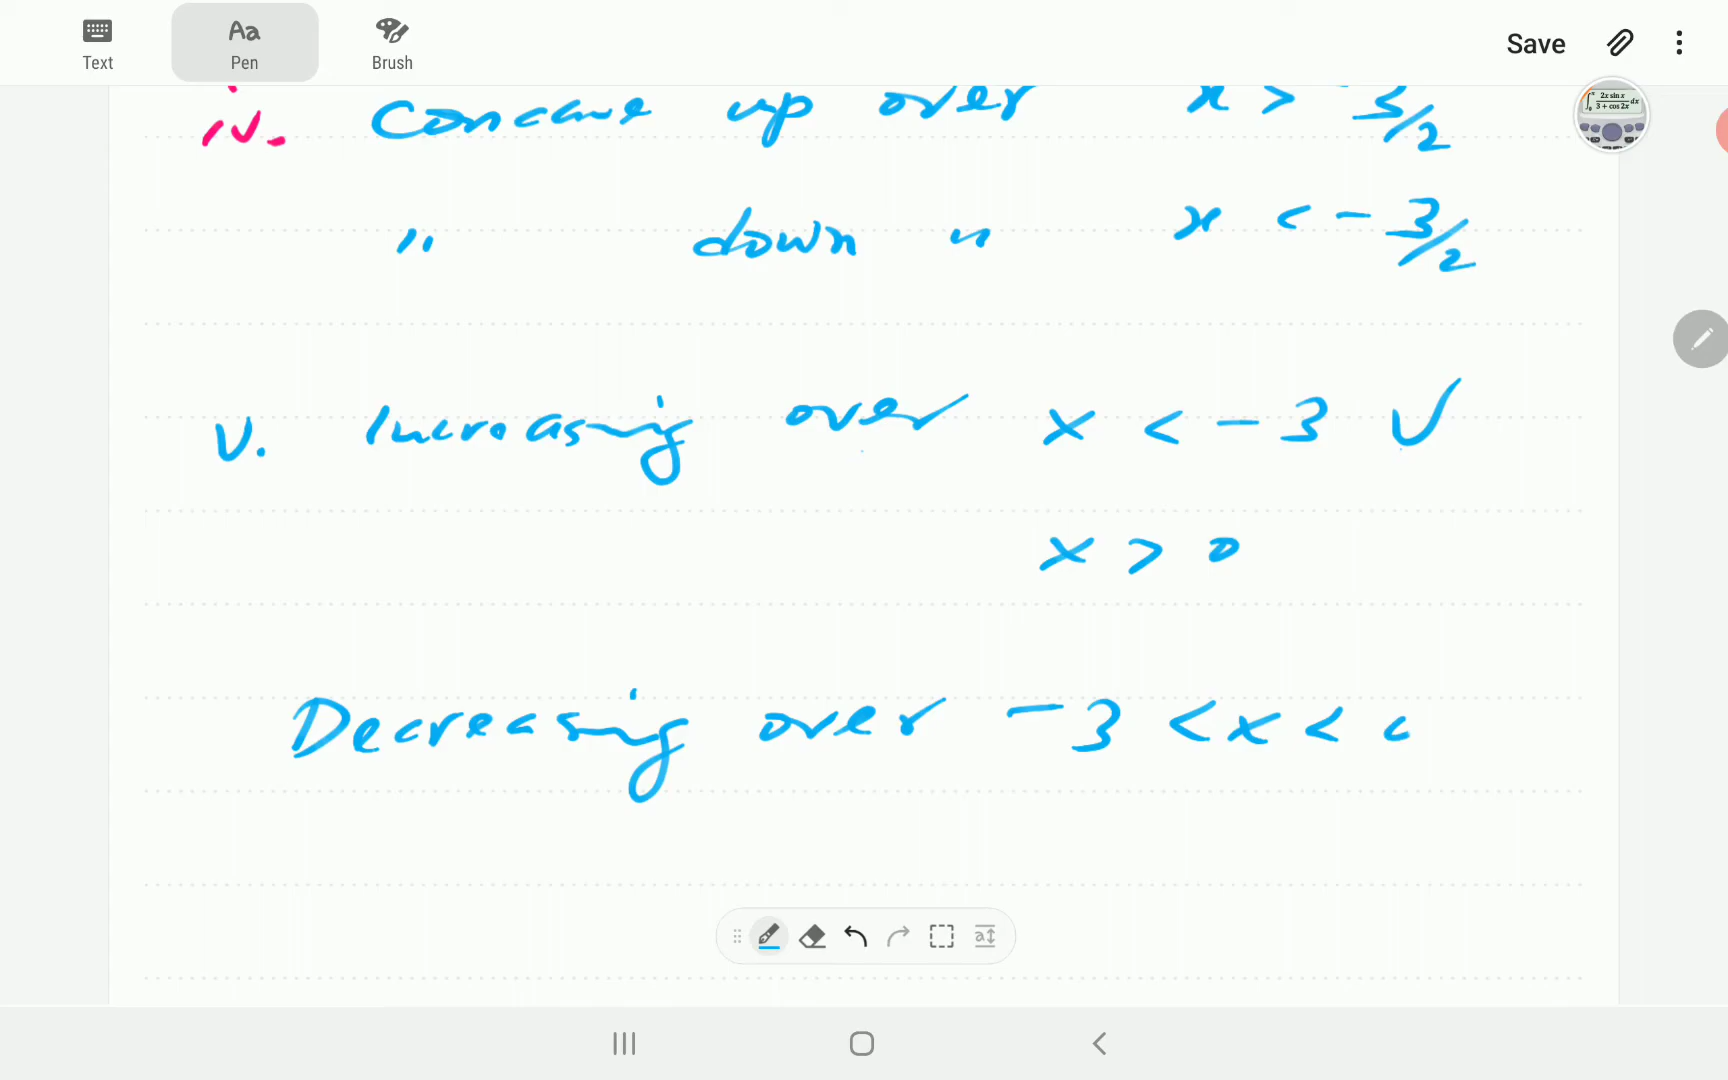 Text
Aa
Pen
Brush
Save
iv. Concave up over x > -3/2
" down " x < -3/2
V. Increasing over x < -3 ✓
x > 0
Decreasing over -3 < x <